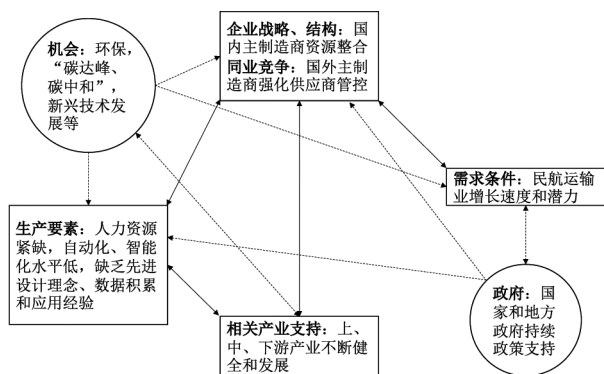 机会：环保，
“碳达峰、
碳中和”，
新兴技术发
展等
企业战略、结构：国
内主制造商资源整合
同业竞争：国外主制
造商强化供应商管控
需求条件：民航运输
业增长速度和潜力
生产要素：人力资源
紧缺，自动化、智能
化水平低，缺乏先进
设计理念、数据积累
和应用经验
政府：国
家和地方
政府持续
政策支持
相关产业支持：上、
中、下游产业不断健
全和发展